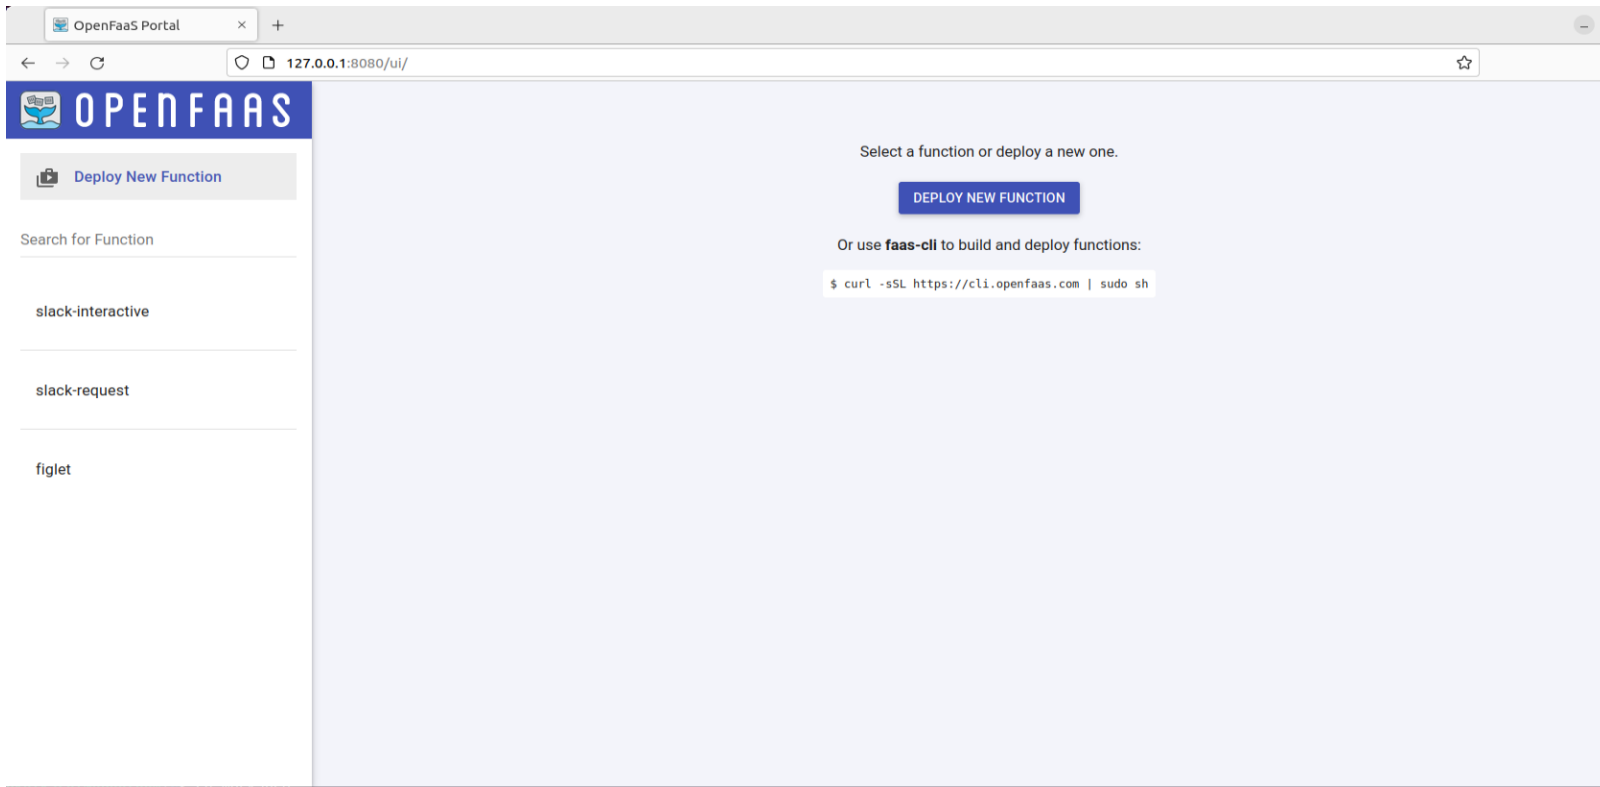 OpenFaaS Portal
127.0.0.1:8080/ui/
OPENFAAS
Deploy New Function
Search for Function
slack-interactive
slack-request
figlet
Select a function or deploy a new one.
DEPLOY NEW FUNCTION
Or use faas-cli to build and deploy functions:
$ curl -sSL https://cli.openfaas.com | sudo sh